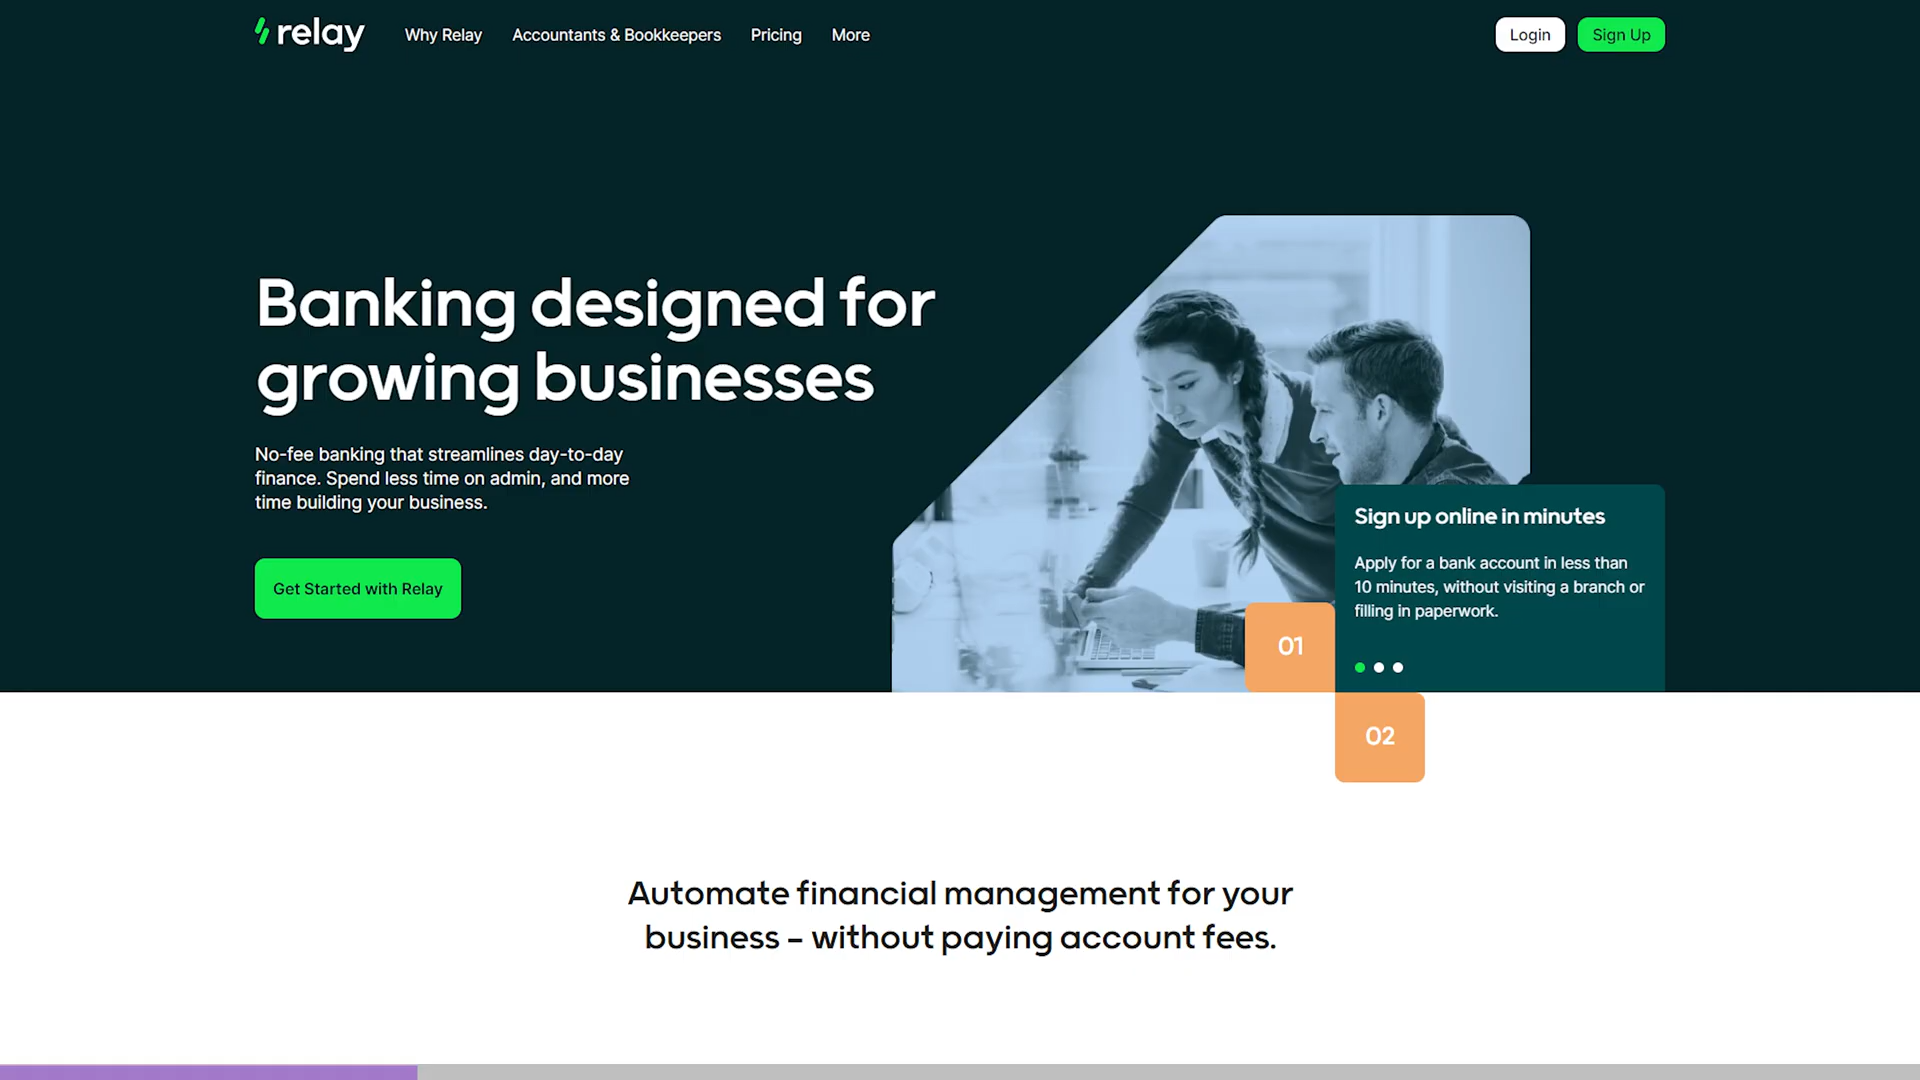 relay
Why Relay
Accountants & Bookkeepers
Pricing
More
Login
Sign Up
Banking designed for
growing businesses
No-fee banking that streamlines day-to-day
finance. Spend less time on admin, and more
time building your business.
Get Started with Relay
Sign up online in minutes
Apply for a bank account in less than
10 minutes, without visiting a branch or
filling in paperwork.
01
02
Automate financial management for your
business – without paying account fees.